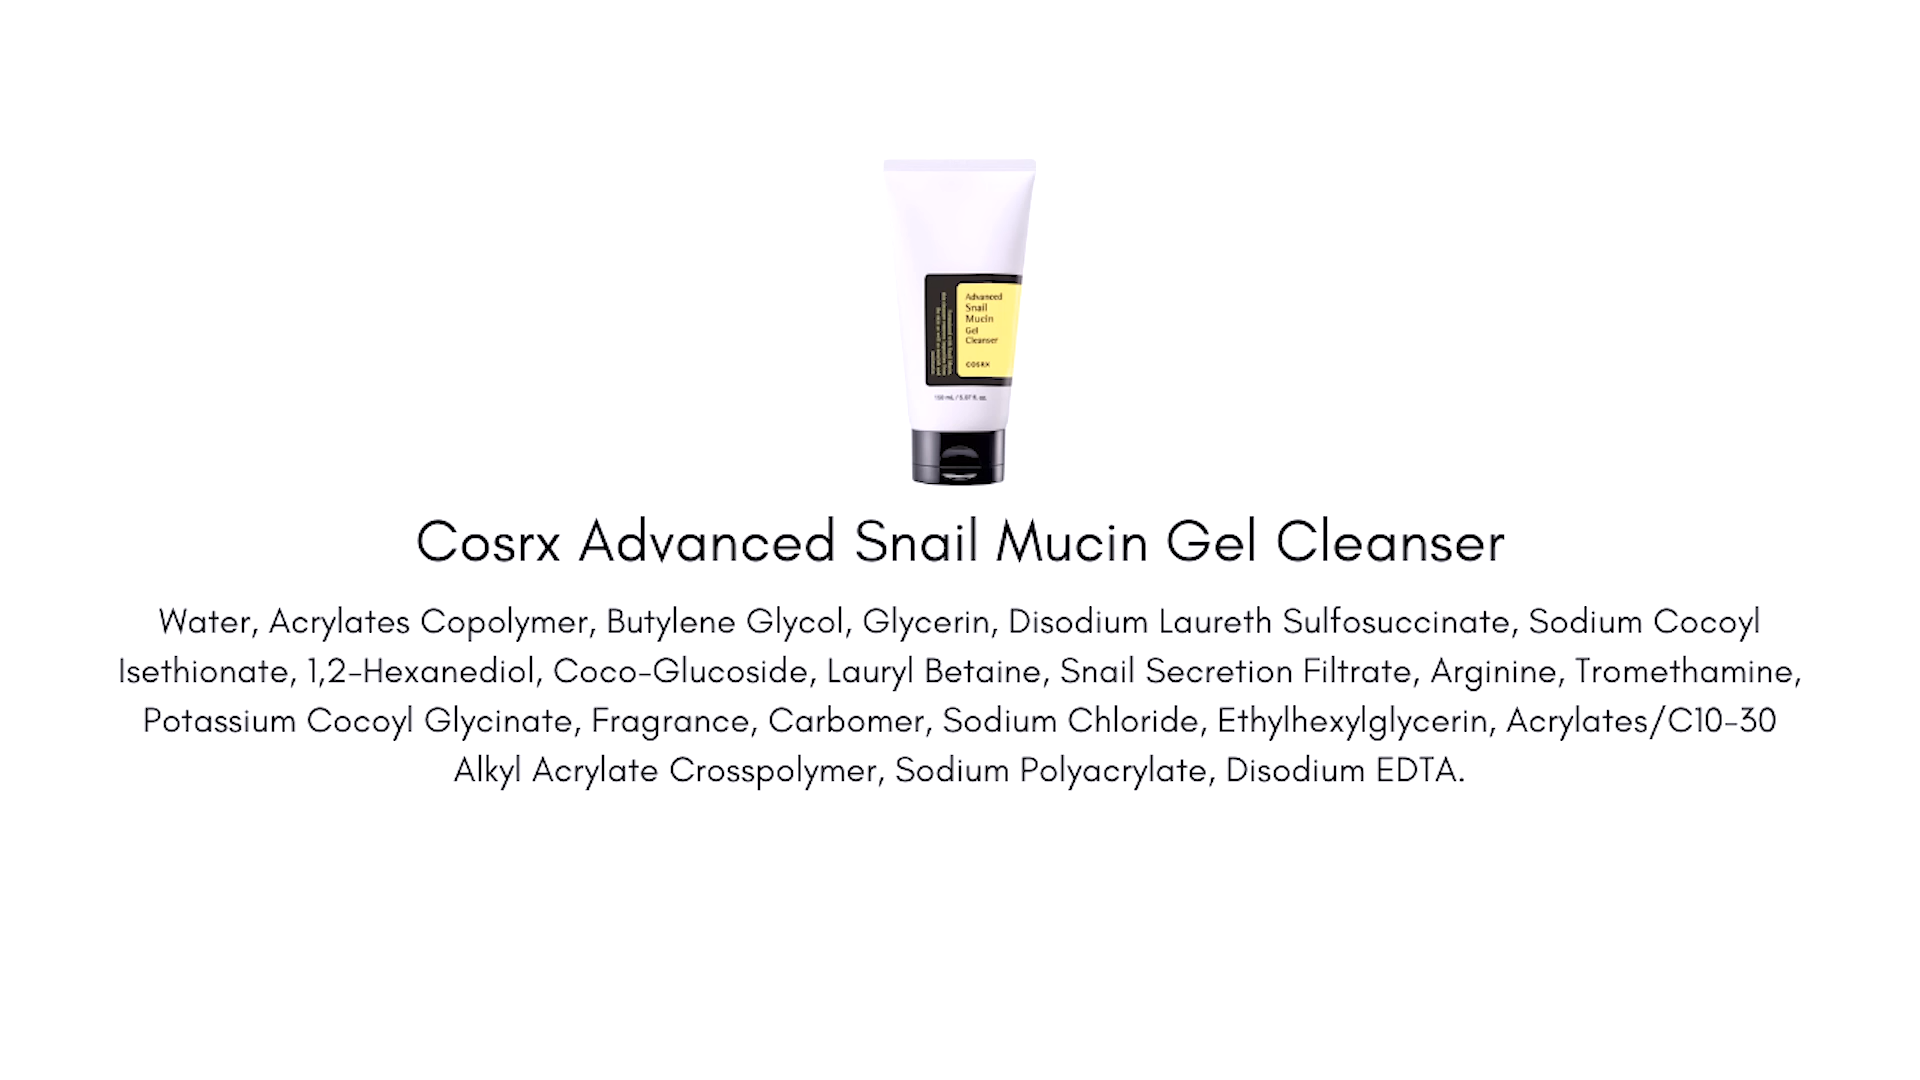 Advanced
Snail
Mucin
Gel
Cleanser
COSRX
Cosrx Advanced Snail Mucin Gel Cleanser
Water, Acrylates Copolymer, Butylene Glycol, Glycerin, Disodium Laureth Sulfosuccinate, Sodium Cocoyl
Isethionate, 1,2-Hexanediol, Coco-Glucoside, Lauryl Betaine, Snail Secretion Filtrate, Arginine, Tromethamine,
Potassium Cocoyl Glycinate, Fragrance, Carbomer, Sodium Chloride, Ethylhexylglycerin, Acrylates/C10-30
Alkyl Acrylate Crosspolymer, Sodium Polyacrylate, Disodium EDTA.